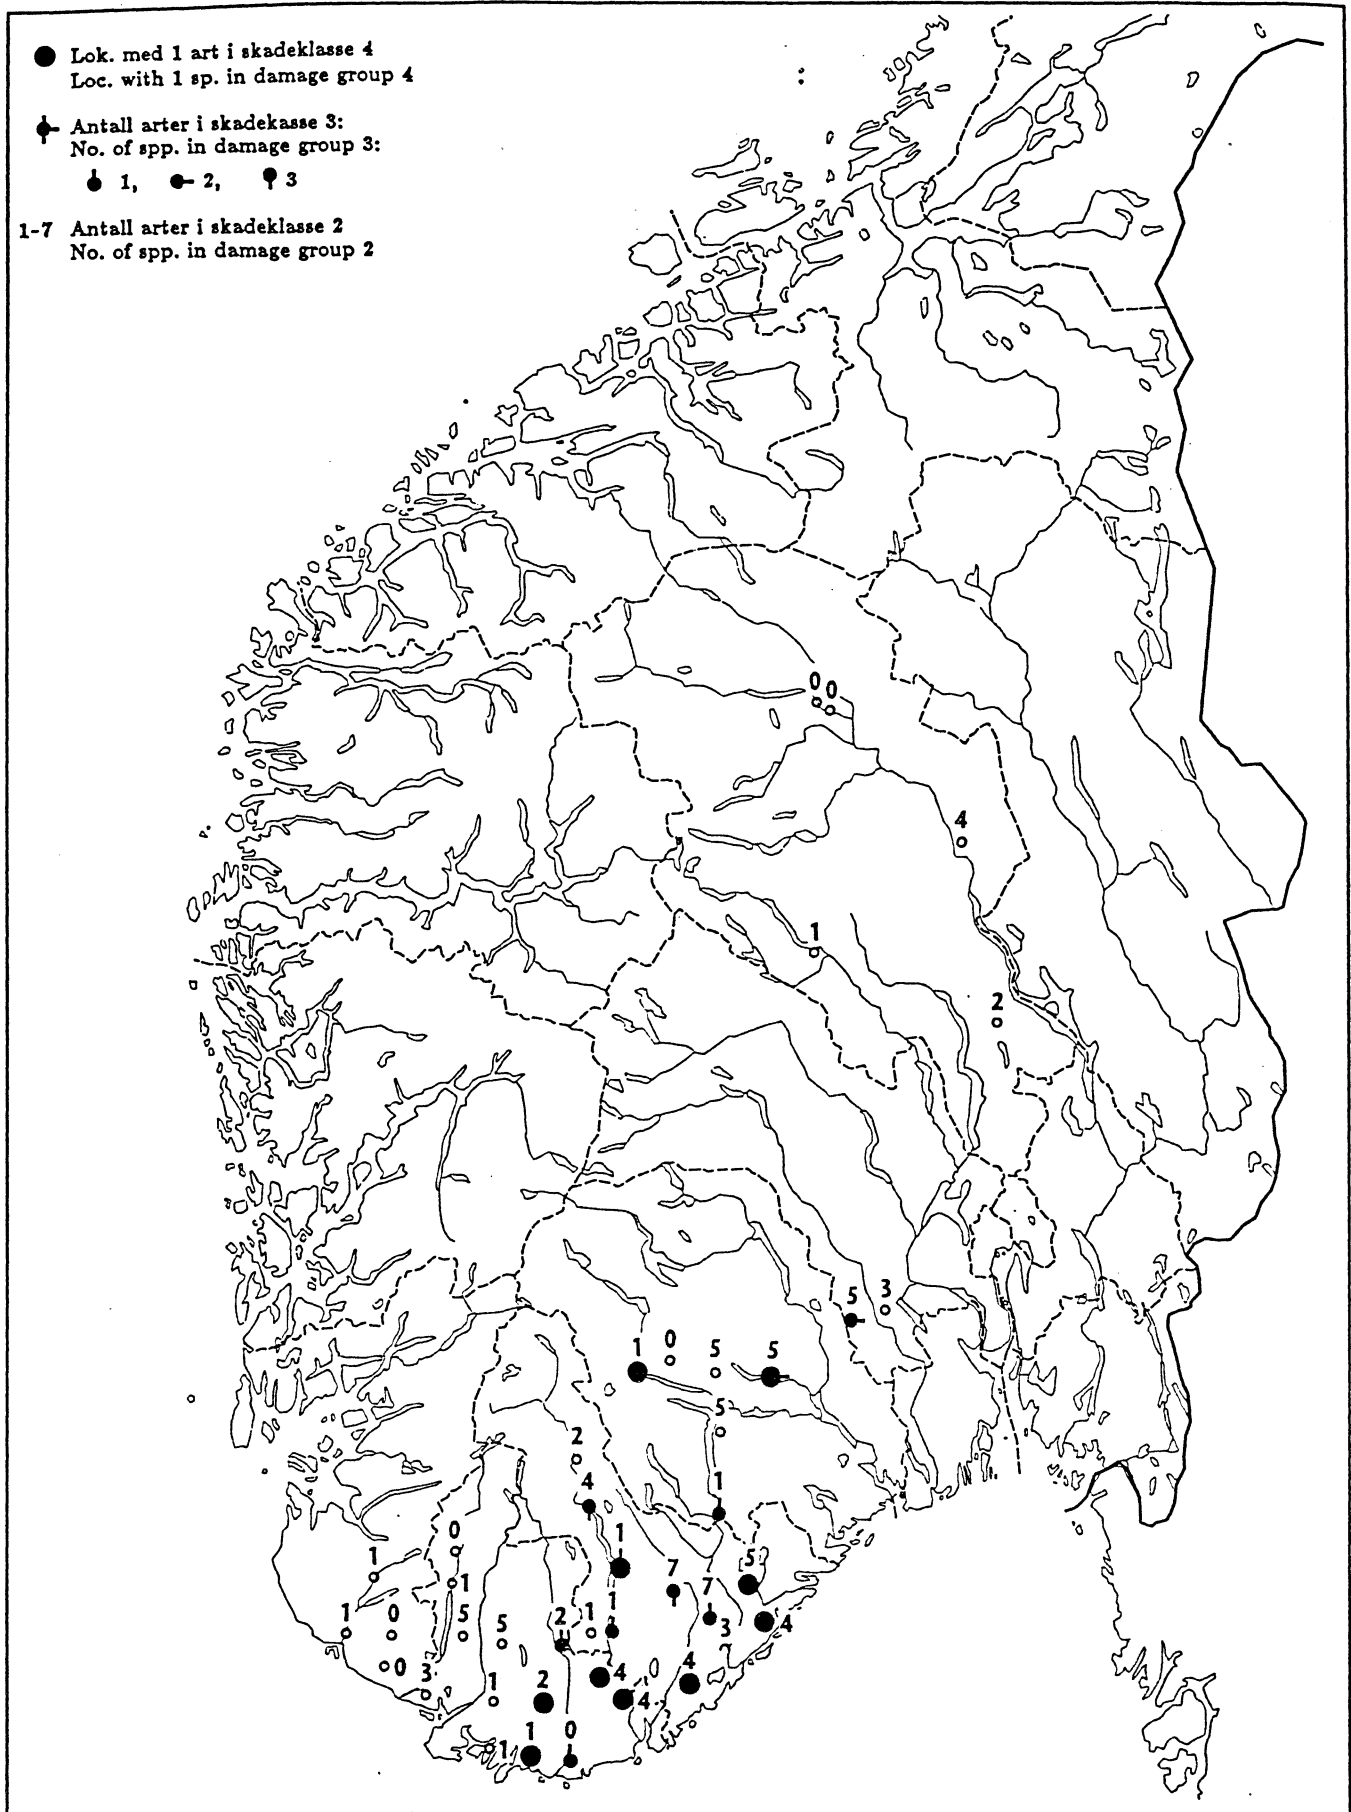 Lok. med 1 art i skadeklasse 4
Loc. with 1 sp. in damage group 4
Antall arter i skadekasse 3:
No. of spp. in damage group 3:
1, 2, 3
1-7 Antall arter i skadeklasse 2
No. of spp. in damage group 2
0 0
4
1
2
5 3
1 0 5 5
5
2
4 1
0 1
1 1 7 7 5
1 0 5 5 2 1 1 3 4
0 3 1 2 4 4 4
1 1 0